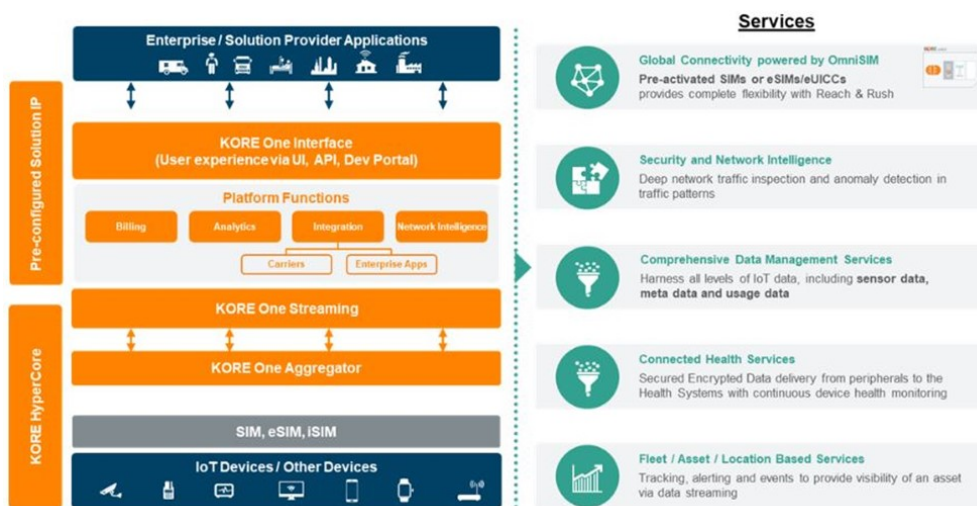 Services
Enterprise / Solution Provider Applications
Pre-configured Solution IP
KORE One Interface
(User experience via UI, API, Dev Portal)
Platform Functions
Billing
Analytics
Integration
Network Intelligence
Carriers
Enterprise Apps
KORE HyperCore
KORE One Streaming
KORE One Aggregator
SIM, eSIM, iSIM
IoT Devices / Other Devices
Global Connectivity powered by OmniSIM
Pre-activated SIMs or eSIMs/eUICCs
provides complete flexibility with Reach & Rush
Security and Network Intelligence
Deep network traffic inspection and anomaly detection in
traffic patterns
Comprehensive Data Management Services
Harness all levels of IoT data, including sensor data,
meta data and usage data
Connected Health Services
Secured Encrypted Data delivery from peripherals to the
Health Systems with continuous device health monitoring
Fleet / Asset / Location Based Services
Tracking, alerting and events to provide visibility of an asset
via data streaming